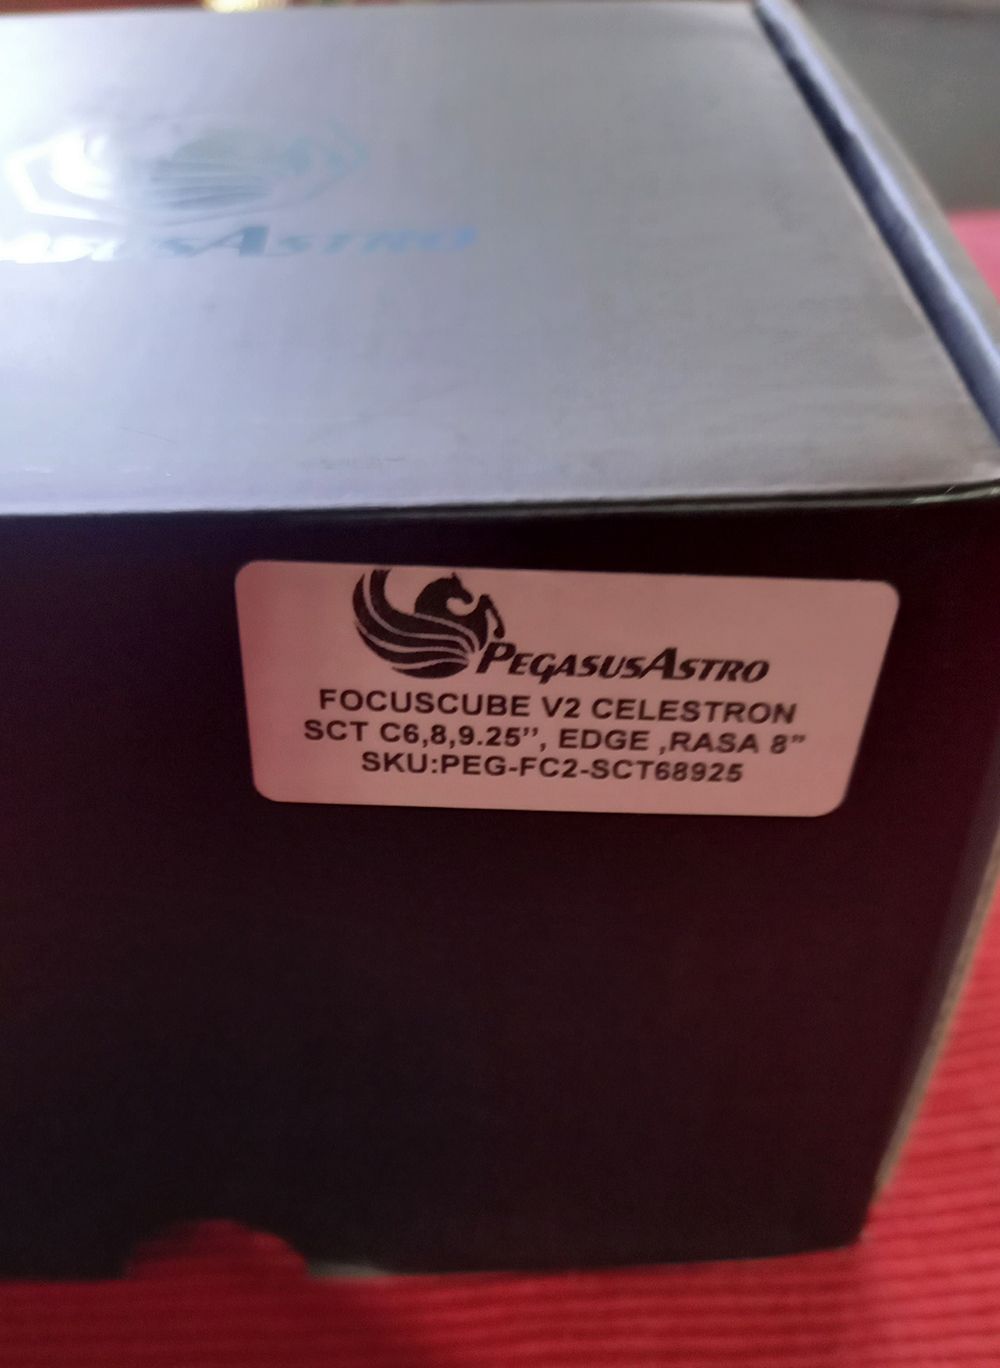 PEGASUSASTRO
FOCUSCUBE V2 CELESTRON
SCT C6,8,9.25”, EDGE ,RASA 8”
SKU:PEG-FC2-SCT68925